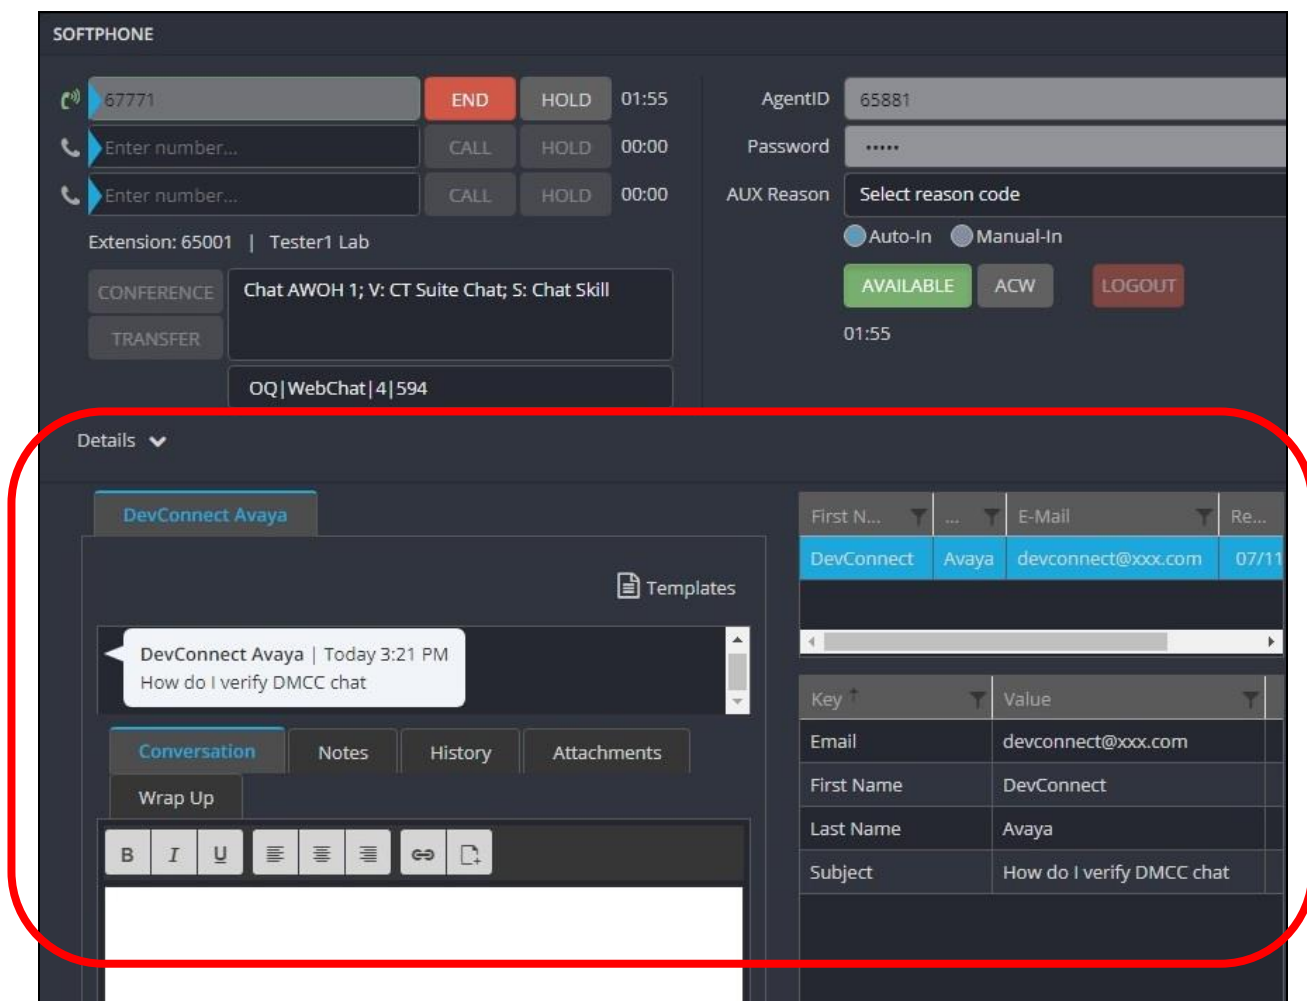 SOFTPHONE
67771 END HOLD 01:55
Enter number... CALL HOLD 00:00
Enter number... CALL HOLD 00:00
Extension: 65001 | Tester1 Lab
CONFERENCE
TRANSFER
Chat AWOH 1; V: CT Suite Chat; S: Chat Skill
OQ|WebChat|4|594
AgentID 65881
Password •••••
AUX Reason Select reason code
Auto-In Manual-In
AVAILABLE ACW LOGOUT
01:55
Details
DevConnect Avaya
Templates
DevConnect Avaya | Today 3:21 PM
How do I verify DMCC chat
Conversation Notes History Attachments
Wrap Up
B I U
First N... ... E-Mail Re...
DevConnect Avaya devconnect@xxx.com 07/11
Key Value
Email devconnect@xxx.com
First Name DevConnect
Last Name Avaya
Subject How do I verify DMCC chat